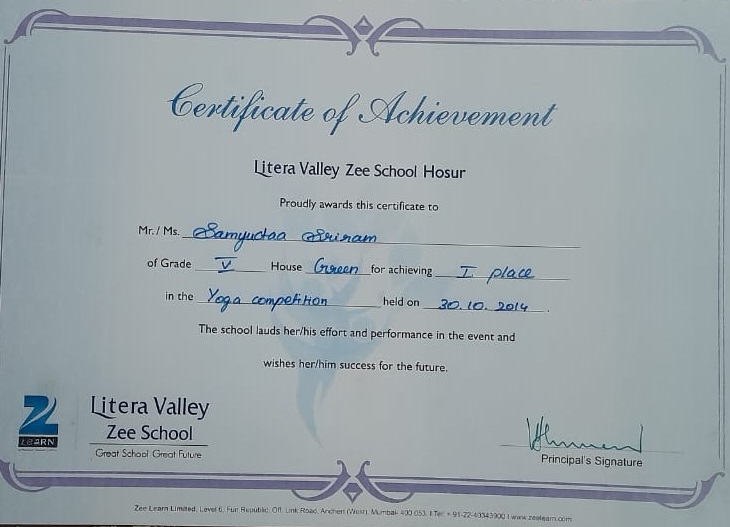 Certificate of Achievement
Litera Valley Zee School Hosur
Proudly awards this certificate to
Mr. / Ms. Samyuctaa Sriram
of Grade V House Green for achieving I place
in the Yoga competition held on 30.10.2014.
The school lauds her/his effort and performance in the event and
wishes her/him success for the future.
Z
LEARN
Litera Valley
Zee School
Great School Great Future
Principal's Signature
Zee Learn Limited, Level 6, Fun Republic, Off. Link Road, Andheri (West), Mumbai 400 053. I Tel: + 91-22-40343900 I www.zeelearn.com